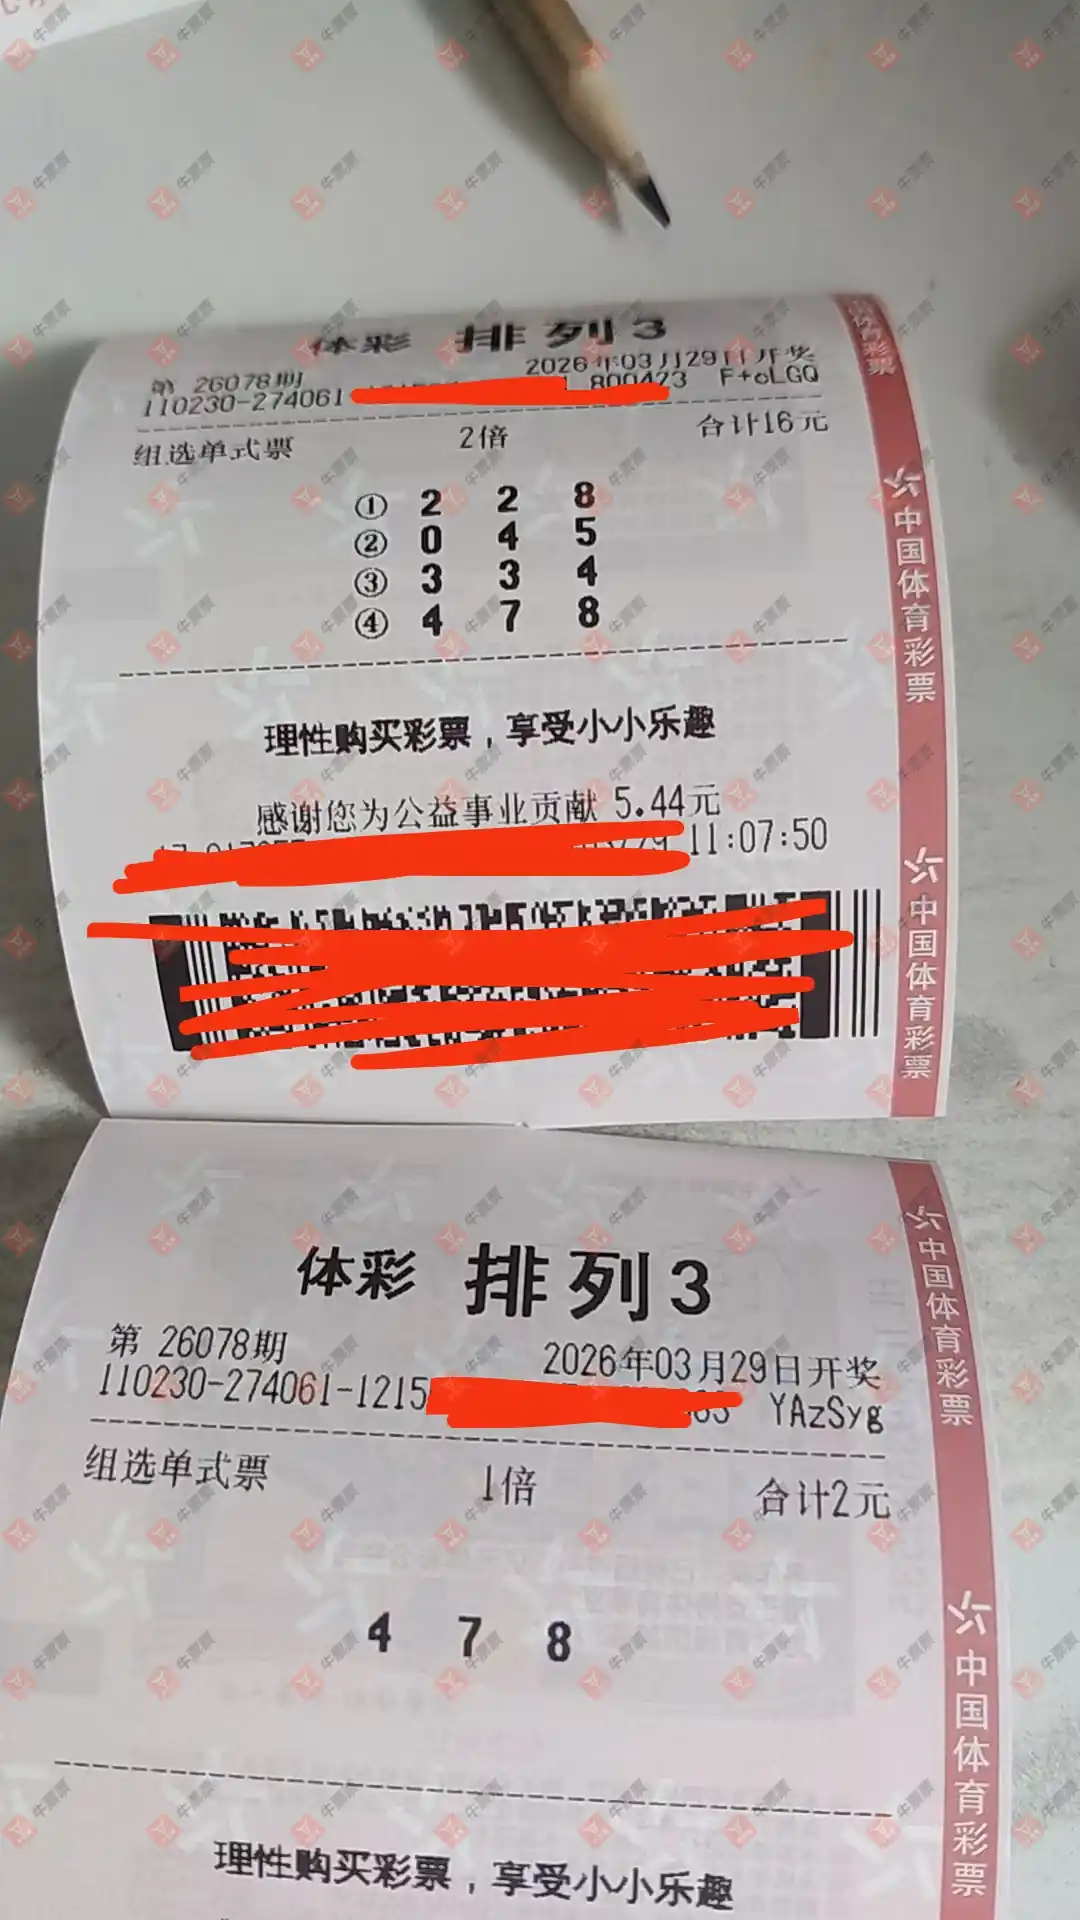 体彩 排列3
第 26078期 2026年03月29日开奖
110230-274061 800423 F+oLGQ
组选单式票 2倍 合计16元
① 2 2 8
② 0 4 5
③ 3 3 4
④ 4 7 8
理性购买彩票，享受小小乐趣
感谢您为公益事业贡献 5.44元
11:07:50
中国体育彩票
中国体育彩票
体彩 排列3
第 26078期 2026年03月29日开奖
110230-274061-1215 YAzSyg
组选单式票 1倍 合计2元
4 7 8
理性购买彩票，享受小小乐趣
中国体育彩票
中国体育彩票
牛票票